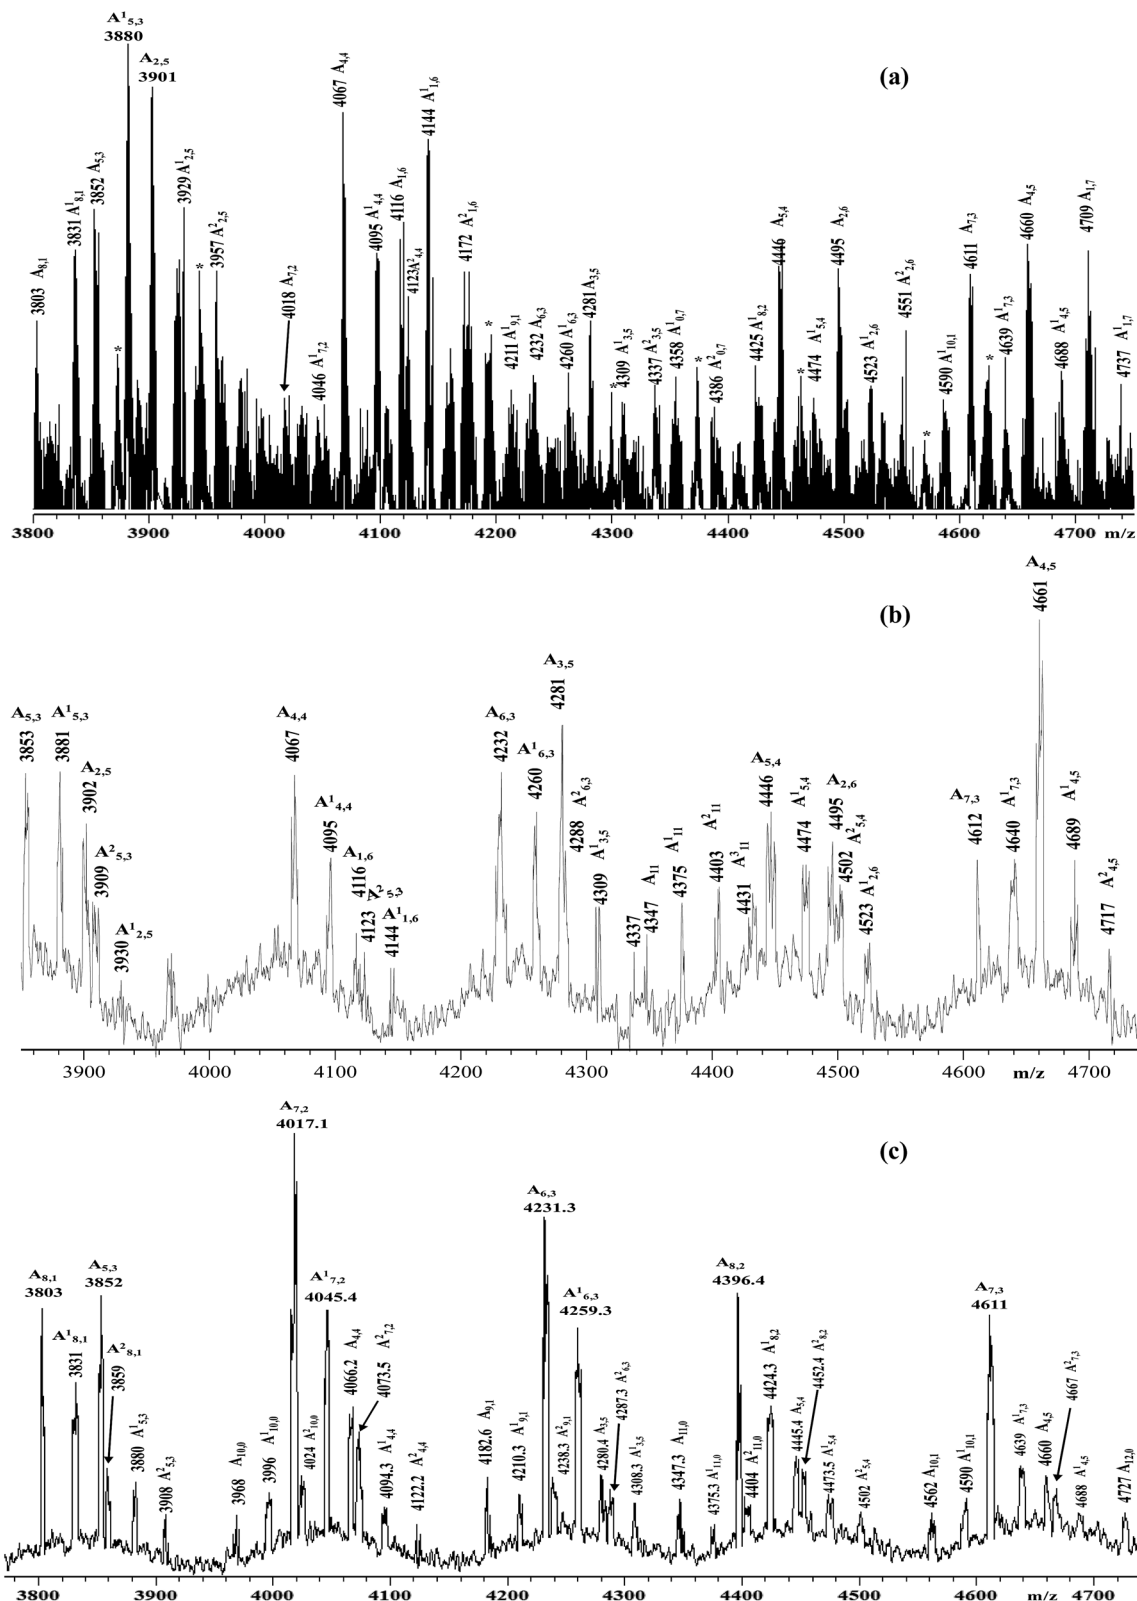 A¹5,3
3880
A2,5
3901
(a)
3803 A8,1
3831 A¹8,1
3852 A5,3
*
3929 A¹2,5
*
3957 A²2,5
4018 A7,2
4046 A¹7,2
4067 A4,4
4095 A¹4,4
4116 A1,6
4123 A²4,4
4144 A¹1,6
4172 A²1,6
*
4211 A¹9,1
4232 A6,3
4260 A¹6,3
4281 A3,5
*
4309 A¹3,5
4337 A²3,5
4358 A¹0,7
*
4386 A²0,7
4425 A¹8,2
4446 A5,4
*
4474 A¹5,4
4495 A2,6
4523 A¹2,6
4551 A²2,6
*
4590 A¹10,1
4611 A7,3
*
4639 A¹7,3
4660 A4,5
4688 A¹4,5
4709 A1,7
4737 A¹1,7
3800 3900 4000 4100 4200 4300 4400 4500 4600 4700 m/z
(b)
A5,3
3853
A¹5,3
3881
A2,5
3902
A²5,3
3909
A¹2,5
3930
A4,4
4067
A¹4,4
4095
A1,6
4116
A²5,3
4123
A¹1,6
4144
A6,3
4232
A¹6,3
4260
A3,5
4281
A²6,3
4288
A¹3,5
4309
4337
A11
4347
A¹11
4375
A²11
4403
A³11
4431
A5,4
4446
A¹5,4
4474
A2,6
4495
A²5,4
4502
A¹2,6
4523
A7,3
4612
A¹7,3
4640
A4,5
4661
A¹4,5
4689
A²4,5
4717
3900 4000 4100 4200 4300 4400 4500 4600 m/z 4700
(c)
A8,1
3803
A¹8,1
3831
A5,3
3852
A²8,1
3859
3880 A¹5,3
3908 A²5,3
3968 A10,0
3996 A¹10,0
A7,2
4017.1
4024 A²10,0
A¹7,2
4045.4
4066.2 A4,4
4073.5 A²7,2
4094.3 A¹4,4
4122.2 A²4,4
4182.6 A9,1
4210.3 A¹9,1
A6,3
4231.3
4238.3 A²9,1
A¹6,3
4259.3
4280.4 A3,5
4287.3 A²6,3
4308.3 A¹3,5
4347.3 A11,0
4375.3 A¹11,0
A8,2
4396.4
4404 A²11,0
4424.3 A¹8,2
4445.4 A5,4
4452.4 A²8,2
4473.5 A¹5,4
4502 A²5,4
4562 A10,1
4590 A¹10,1
A7,3
4611
4639 A¹7,3
4660 A4,5
4667 A²7,3
4688 A¹4,5
4727 A12,0
3800 3900 4000 4100 4200 4300 4400 4500 4600 m/z 4700